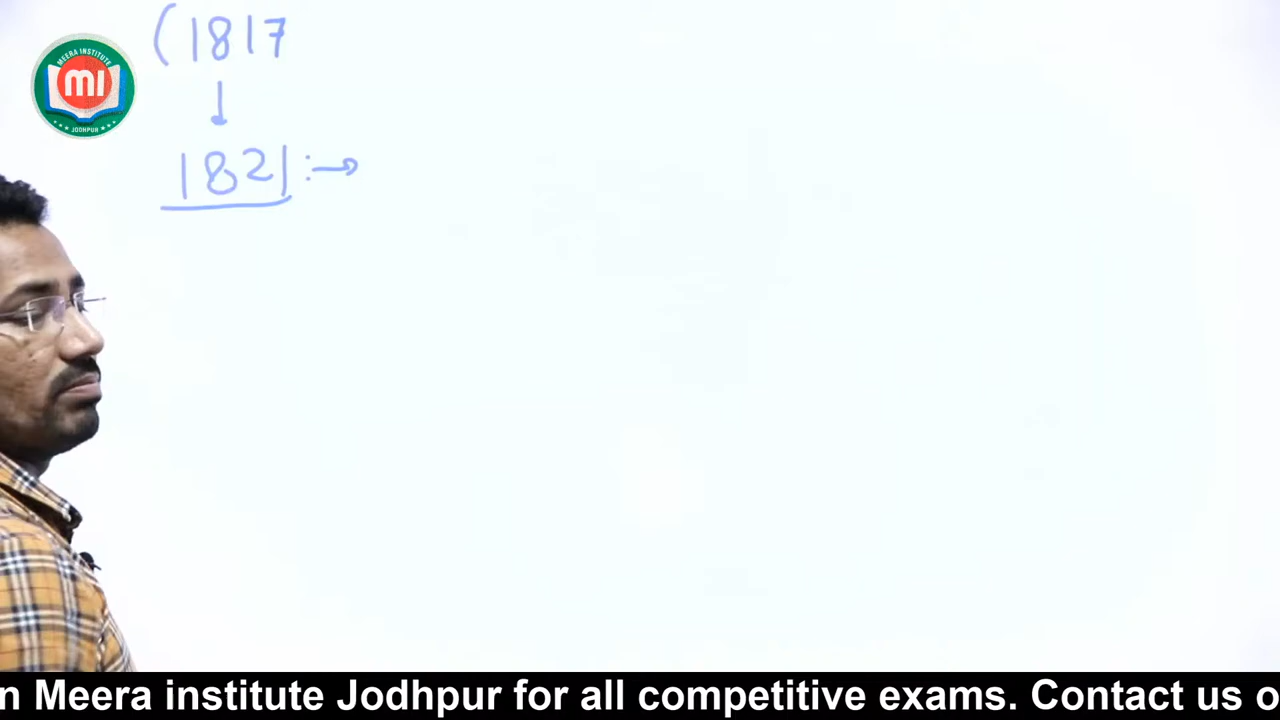 (1817
↓
1821:→
MEERA INSTITUTE
MI
JODHPUR
n Meera institute Jodhpur for all competitive exams. Contact us o